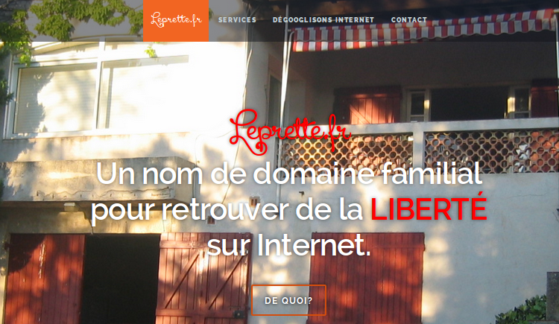 Leprette.fr
SERVICES
DÉGOOGLISONS INTERNET
CONTACT
Leprette.fr
Un nom de domaine familial
pour retrouver de la LIBERTÉ
sur Internet.
DE QUOI?